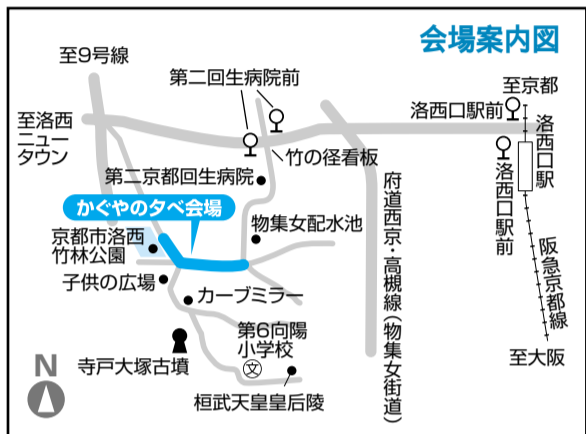 会場案内図
至9号線
第二回生病院前
至京都
洛西口駅前
至洛西
ニュー
タウン
竹の径看板
洛西口駅
洛西口駅前
第二京都回生病院
かぐやの夕べ会場
物集女配水池
京都市洛西
竹林公園
子供の広場
カーブミラー
府道西京・高槻線(物集女街道)
阪急京都線
第6向陽
小学校
文
寺戸大塚古墳
至大阪
桓武天皇皇后陵
N